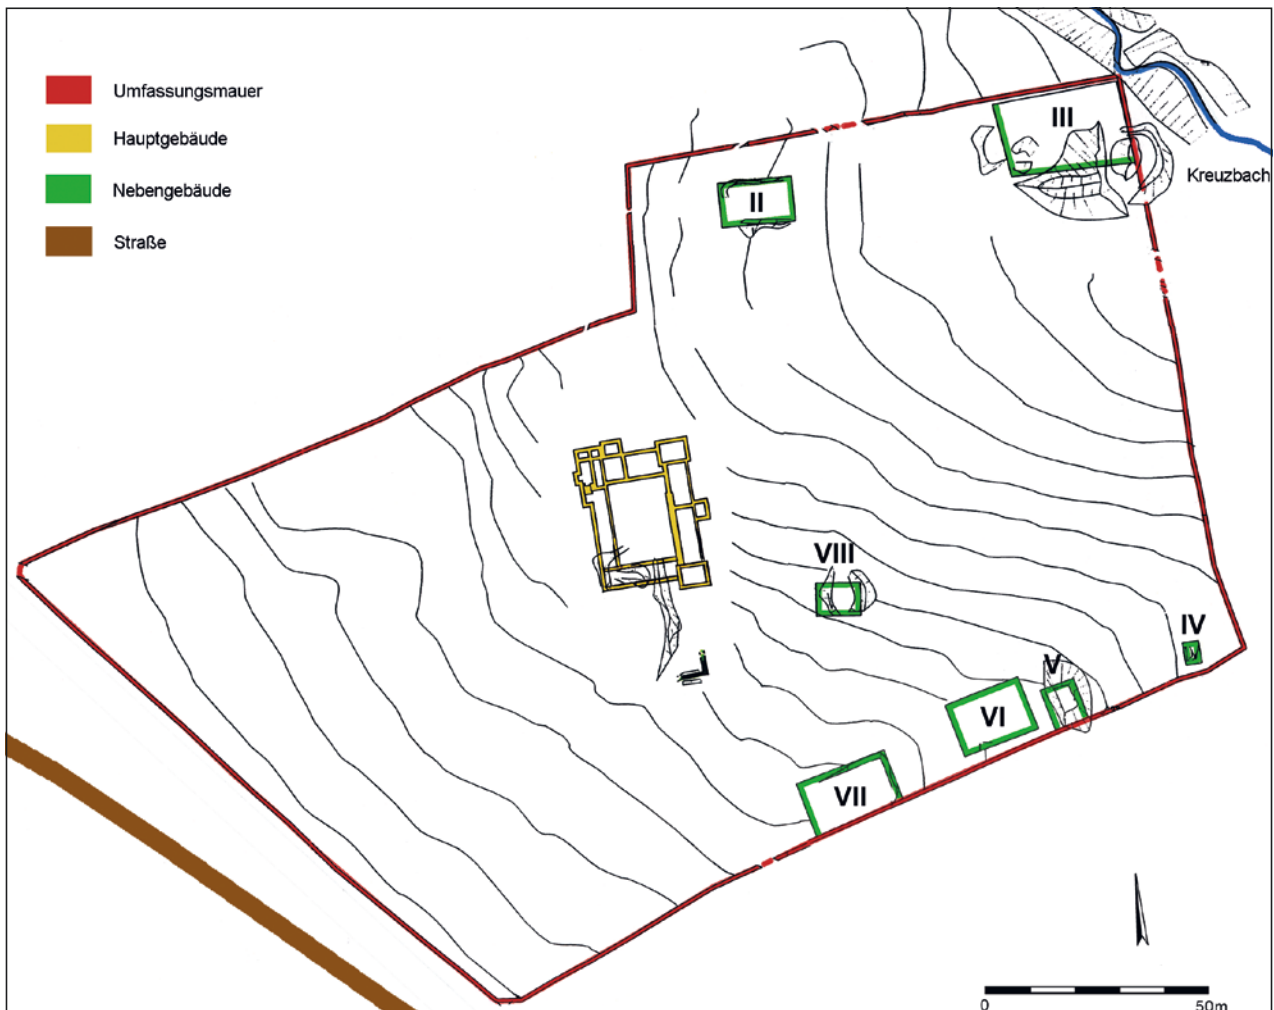 Umfassungsmauer
Hauptgebäude
Nebengebäude
Straße
III
Kreuzbach
II
VIII
IV
V
VI
VII
0
50m